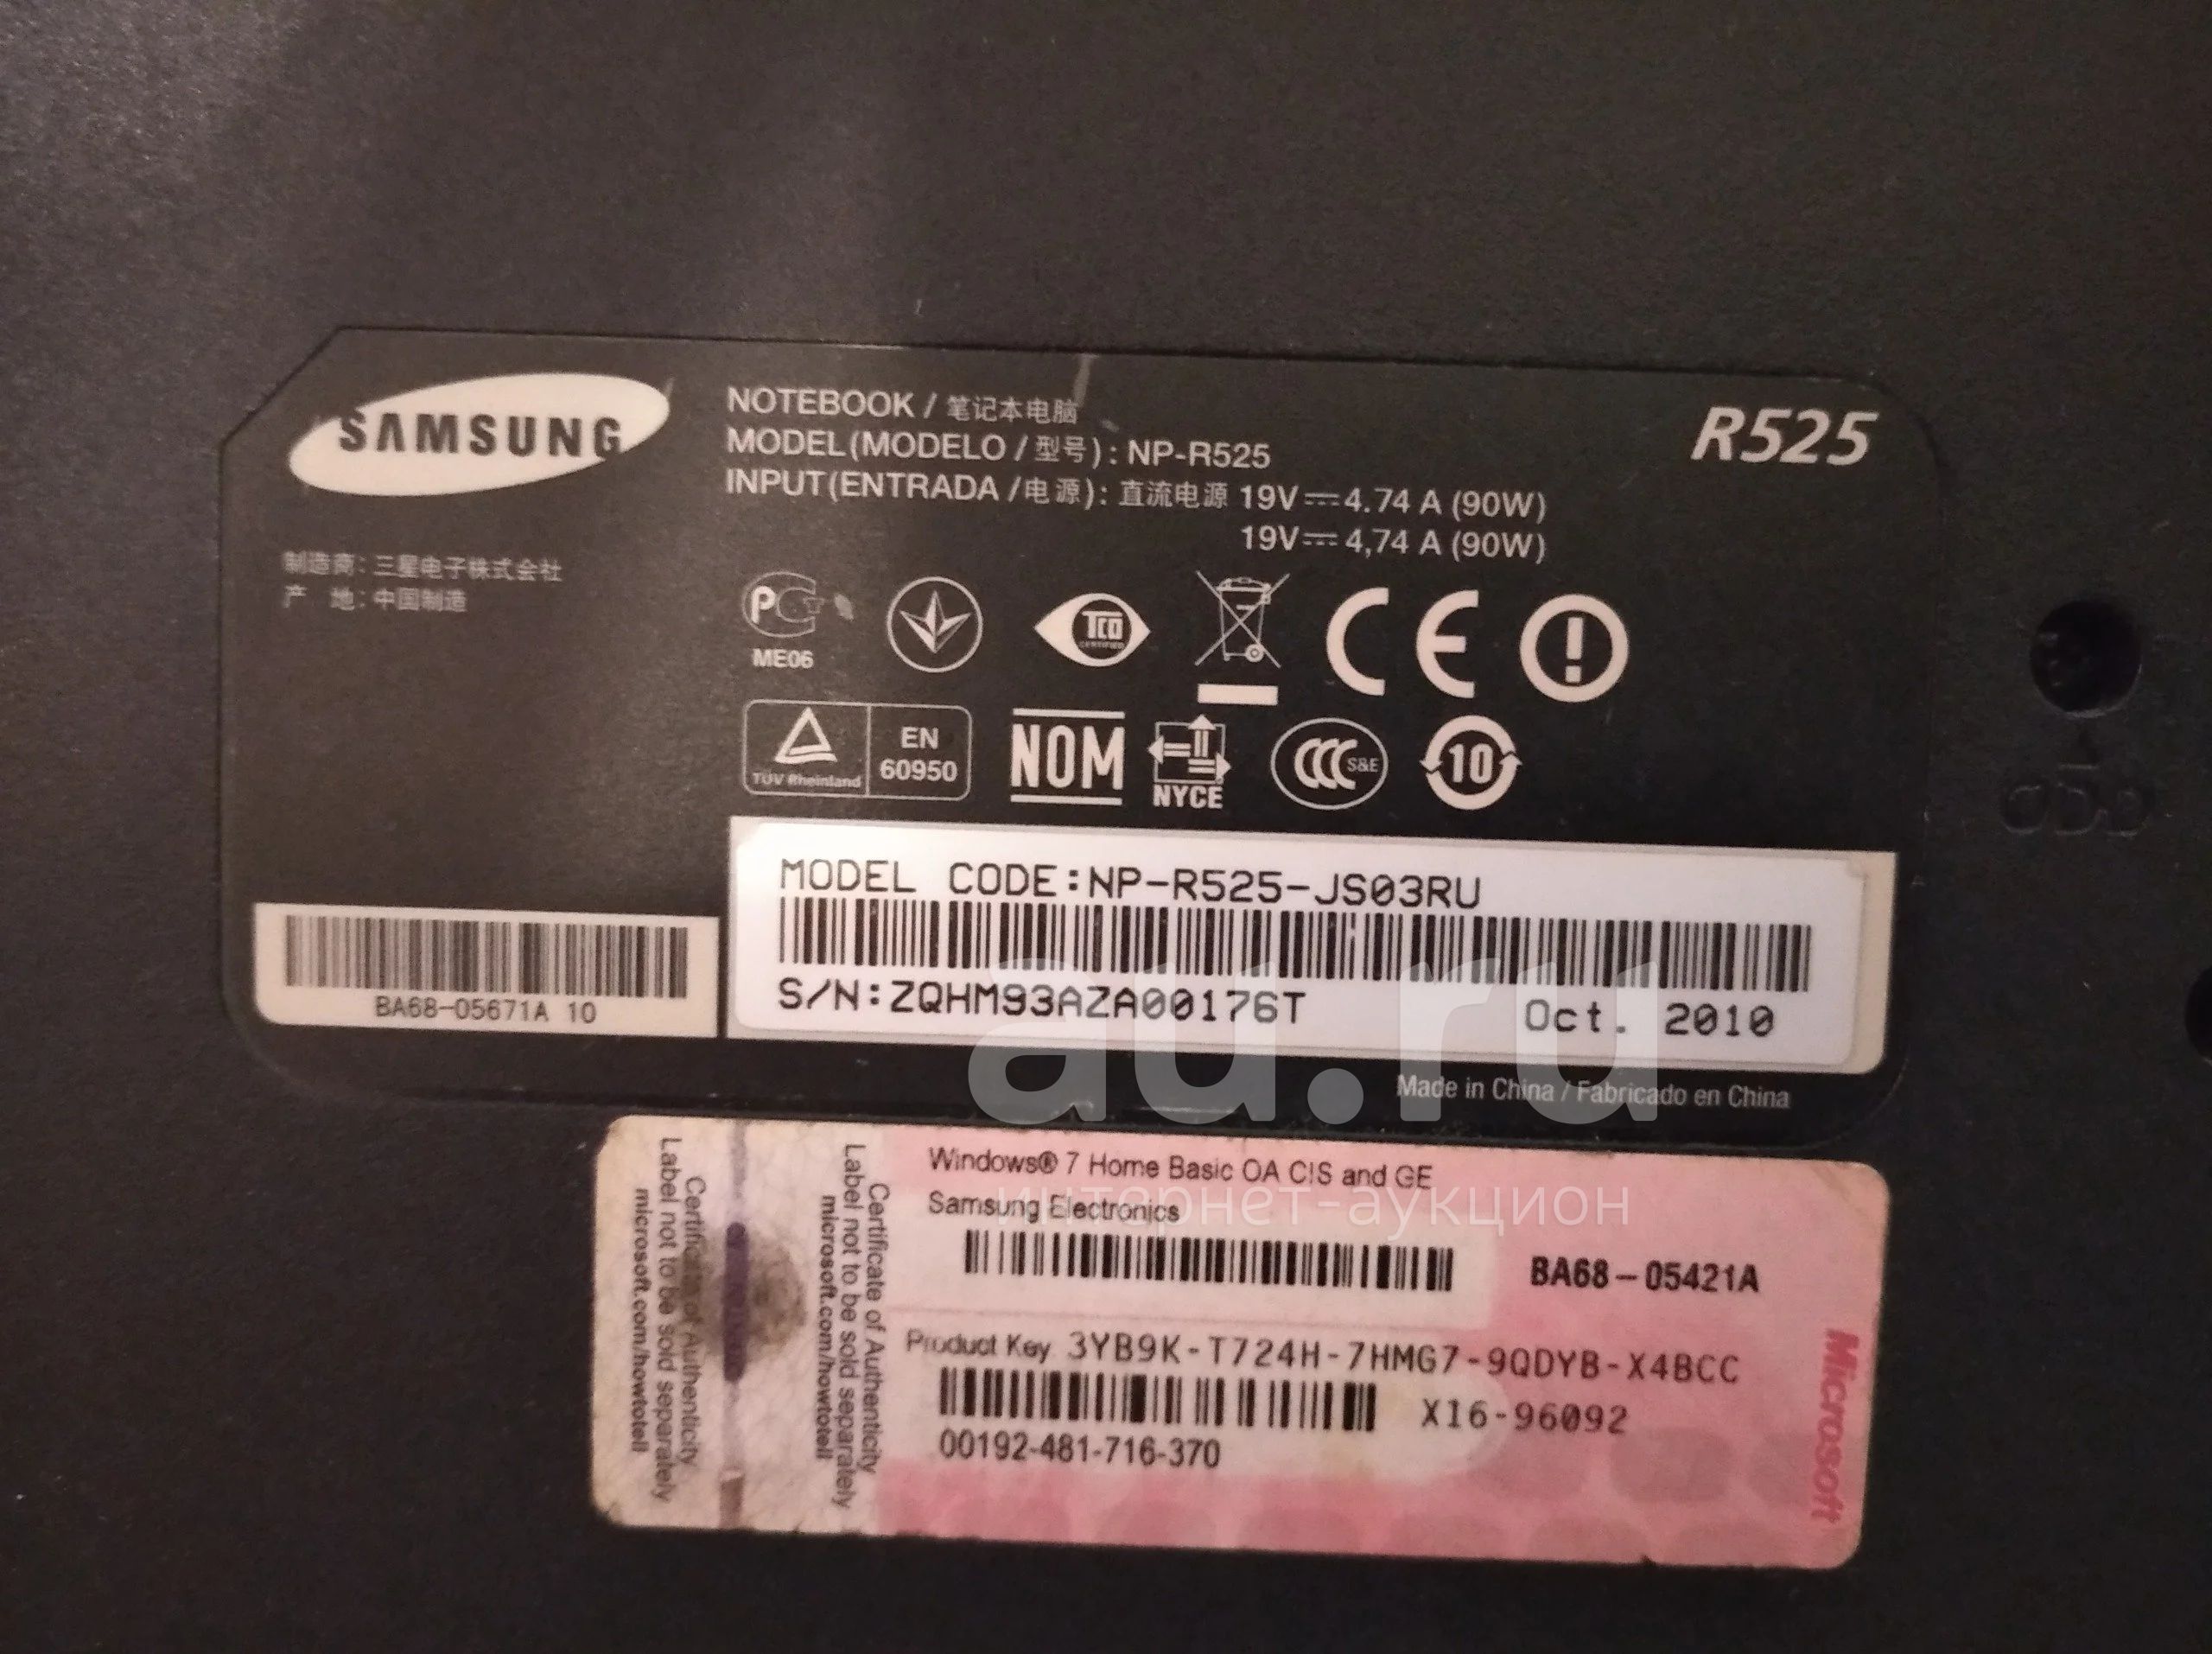 SAMSUNG
NOTEBOOK / 笔记本电脑
R525
MODEL(MODELO / 型号) : NP-R525
INPUT(ENTRADA /电源) : 直流电源 19V 4.74 A (90W)
19V 4,74 A (90W)
制造商: 三星电子株式会社
产 地: 中国制造
PG
ME06
TCO
CERTIFIED
CE
!
TÜV Rheinland
EN
60950
NOM
NYCE
CCC S&E
10
MODEL CODE:NP-R525-JS03RU
S/N:ZQHM93AZA00176T
Oct. 2010
BA68-05671A 10
au.ru
Made in China / Fabricado en China
интернет-аукцион
Certificate of Authenticity
Label not to be sold separately
microsoft.com/howtotell
Certificate of Authenticity
Label not to be sold separately
microsoft.com/howtotell
Windows® 7 Home Basic OA CIS and GE
Samsung Electronics
BA68-05421A
Product Key 3YB9K-T724H-7HMG7-9QDYB-X4BCC
X16-96092
00192-481-716-370
Microsoft